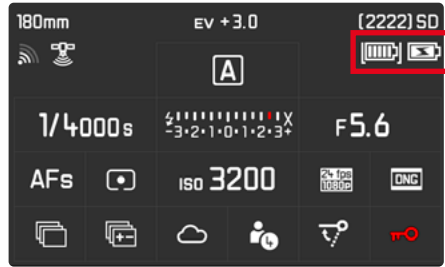 180mm EV +3.0 (2222) SD
A
1/4000s -3·2·1·0·1·2·3+ F5.6
AFs ISO 3200 24 fps 1080P DNG